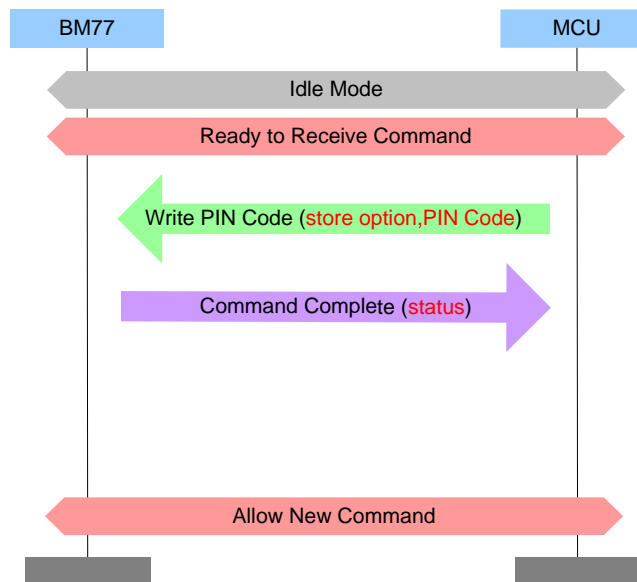 BM77
MCU
Idle Mode
Ready to Receive Command
Write PIN Code (store option,PIN Code)
Command Complete (status)
Allow New Command